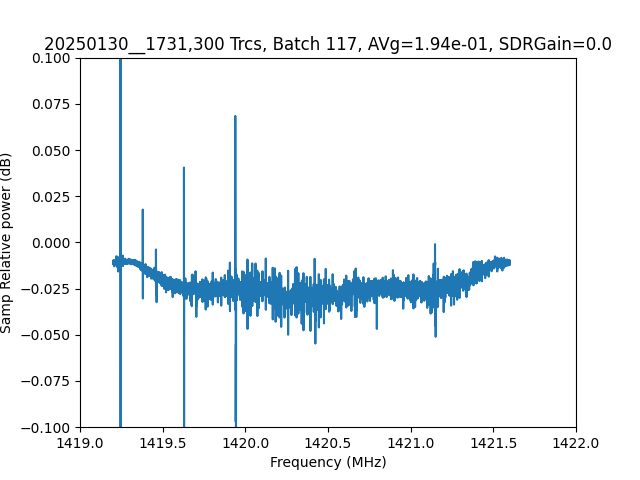 20250130__1731,300 Trcs, Batch 117, AVg=1.94e-01, SDRGain=0.0
0.100
0.075
0.050
0.025
0.000
−0.025
−0.050
−0.075
−0.100
Samp Relative power (dB)
1419.0 1419.5 1420.0 1420.5 1421.0 1421.5 1422.0
Frequency (MHz)